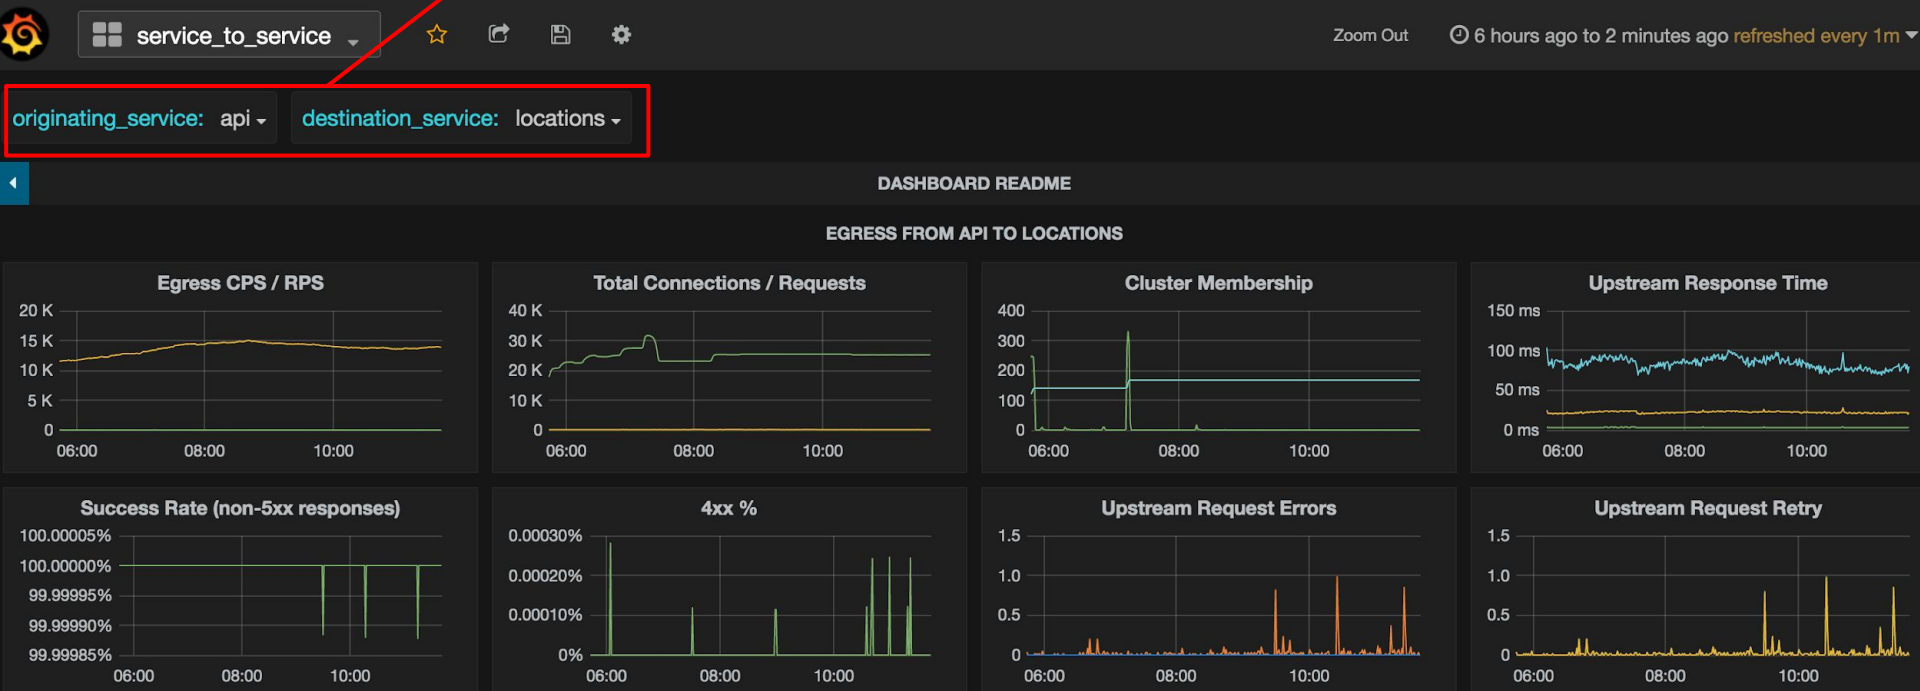 service_to_service
Zoom Out
6 hours ago to 2 minutes ago refreshed every 1m
originating_service: api
destination_service: locations
DASHBOARD README
EGRESS FROM API TO LOCATIONS
Egress CPS / RPS
20 K
15 K
10 K
5 K
0
06:00 08:00 10:00
Total Connections / Requests
40 K
30 K
20 K
10 K
0
06:00 08:00 10:00
Cluster Membership
400
300
200
100
0
06:00 08:00 10:00
Upstream Response Time
150 ms
100 ms
50 ms
0 ms
06:00 08:00 10:00
Success Rate (non-5xx responses)
100.00005%
100.00000%
99.99995%
99.99990%
99.99985%
06:00 08:00 10:00
4xx %
0.00030%
0.00020%
0.00010%
0%
06:00 08:00 10:00
Upstream Request Errors
1.5
1.0
0.5
0
06:00 08:00 10:00
Upstream Request Retry
1.5
1.0
0.5
0
06:00 08:00 10:00